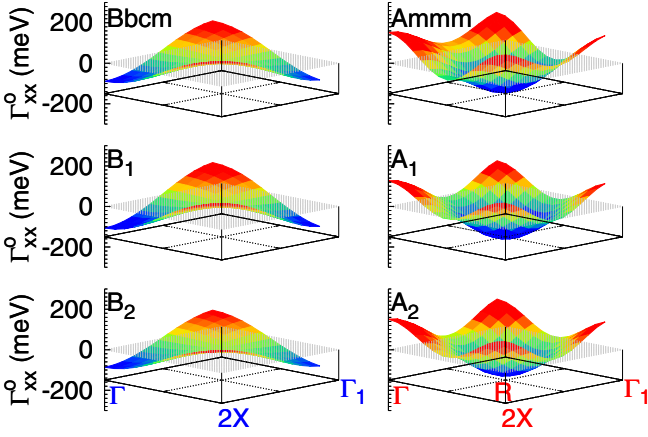 Bbcm
Ammm
200
0
-200
Γ°xx (meV)
B₁
A₁
200
0
-200
Γ°xx (meV)
B₂
A₂
200
0
-200
Γ°xx (meV)
Γ
2X
Γ₁
Γ
R
2X
Γ₁